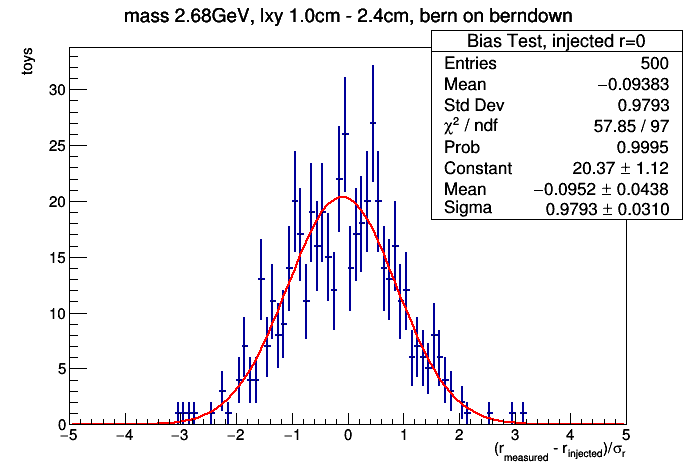 mass 2.68GeV, lxy 1.0cm - 2.4cm, bern on berndown
Bias Test, injected r=0
Entries 500
Mean −0.09383
Std Dev 0.9793
χ² / ndf 57.85 / 97
Prob 0.9995
Constant 20.37 ± 1.12
Mean −0.0952 ± 0.0438
Sigma 0.9793 ± 0.0310
toys
30
25
20
15
10
5
0
−5 −4 −3 −2 −1 0 1 2 3 4 5
(r_measured - r_injected)/σ_r